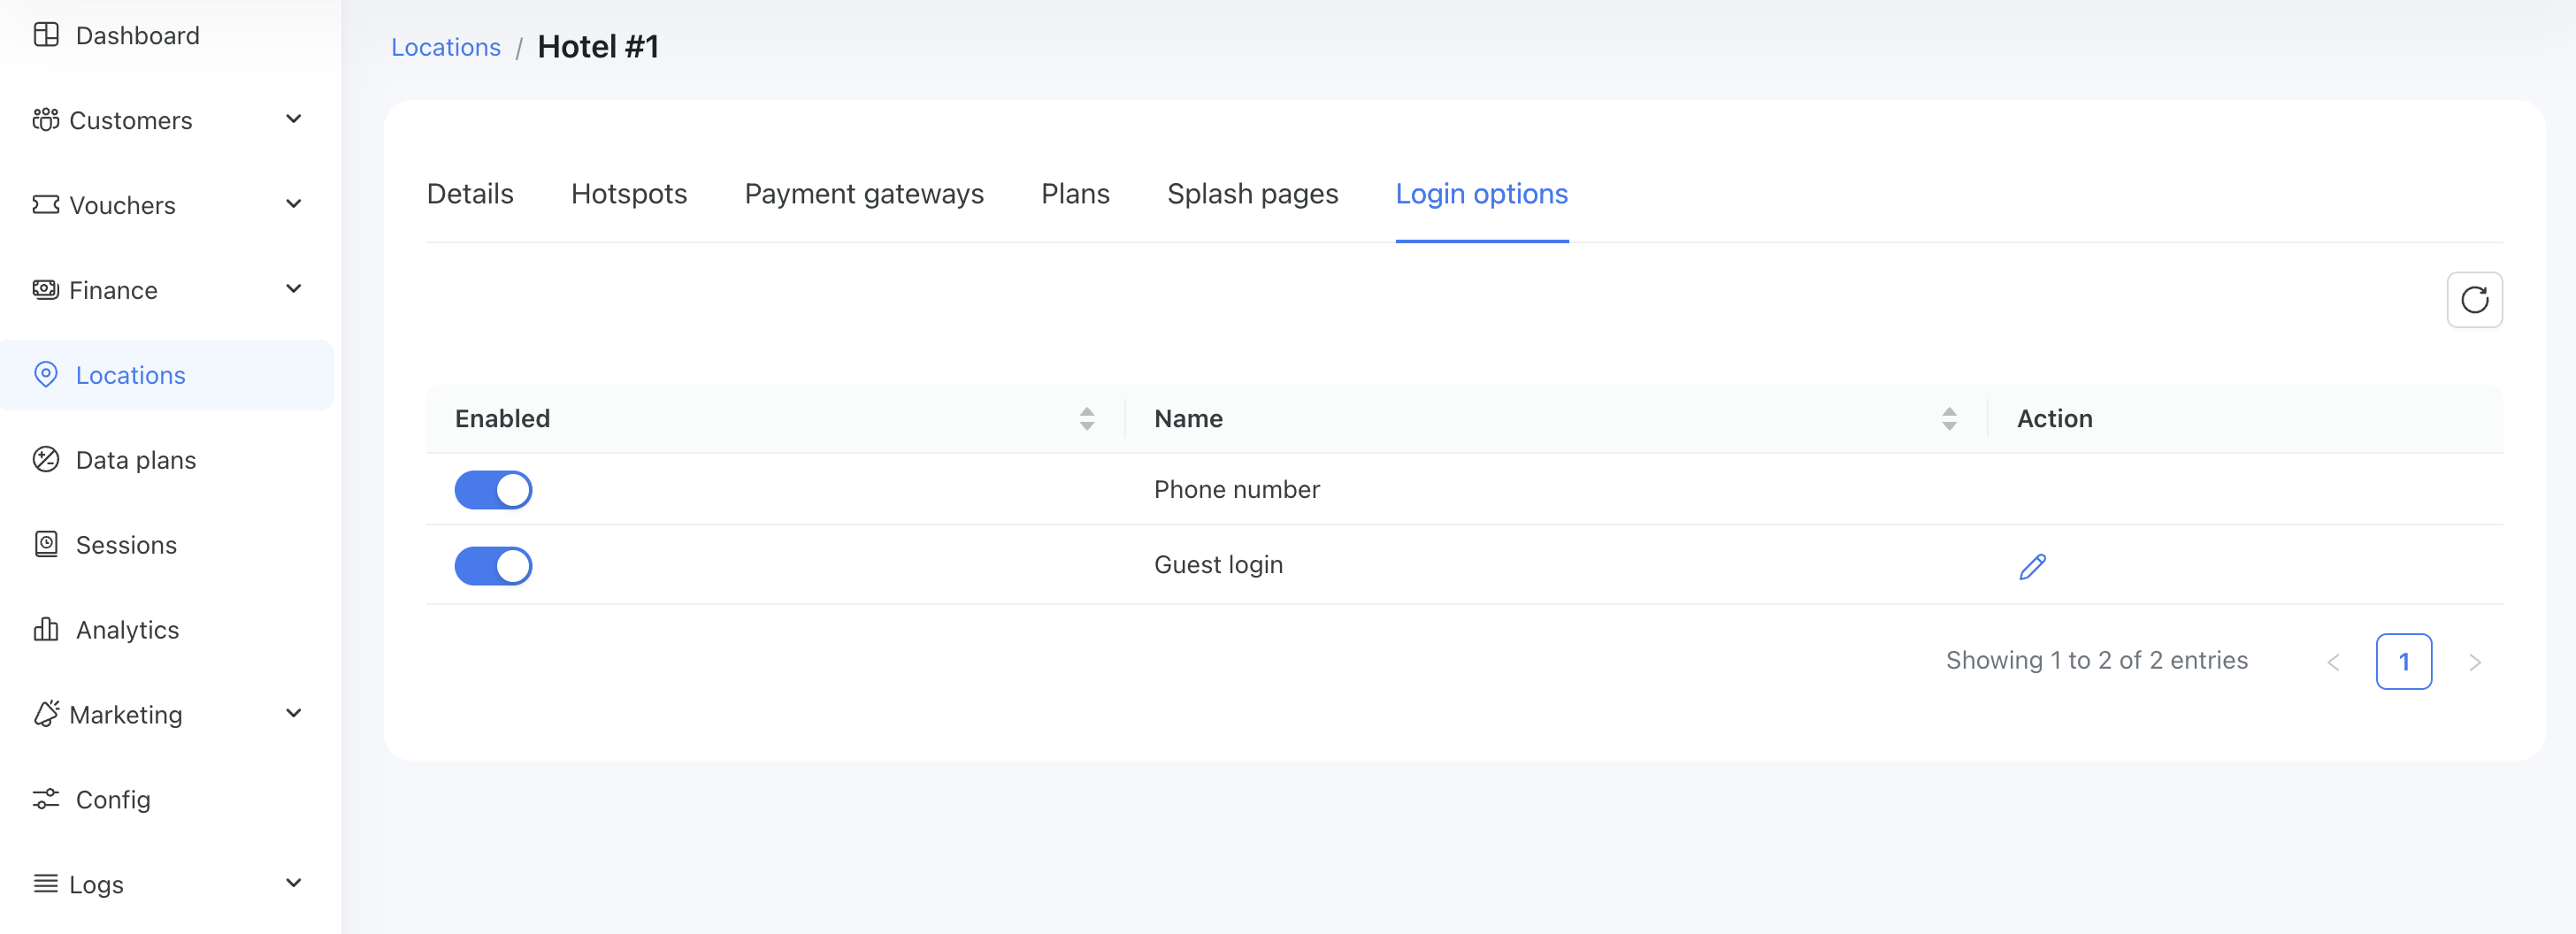 Dashboard
Customers
Vouchers
Finance
Locations
Data plans
Sessions
Analytics
Marketing
Config
Logs
Locations / Hotel #1
Details Hotspots Payment gateways Plans Splash pages Login options
Enabled Name Action
Phone number
Guest login
Showing 1 to 2 of 2 entries < 1 >